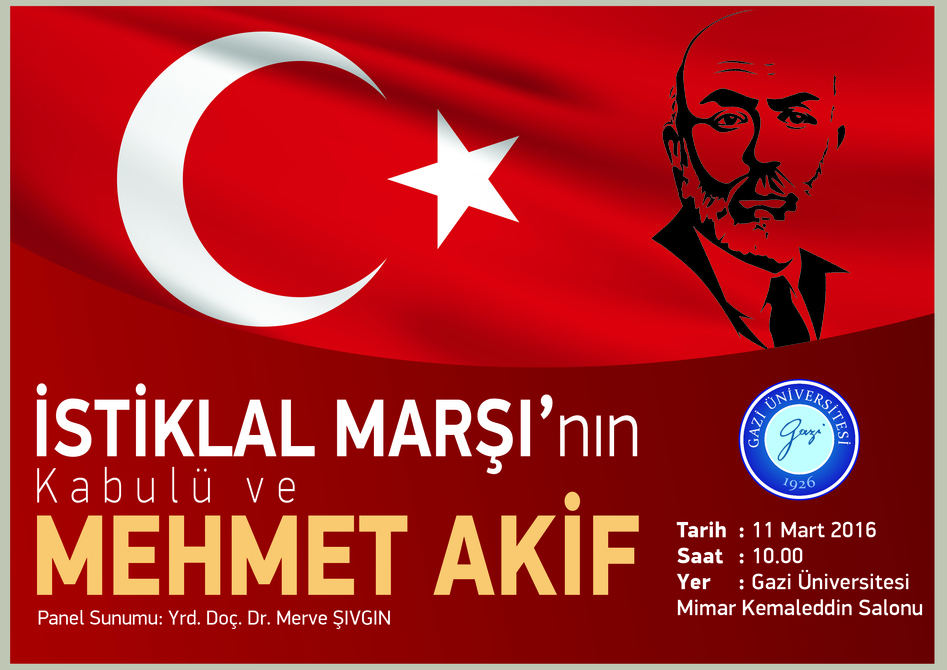 İSTİKLAL MARŞI'nın
Kabulü ve
MEHMET AKİF
Panel Sunumu: Yrd. Doç. Dr. Merve ŞIVGIN
GAZİ ÜNİVERSİTESİ
gazi
1926
Tarih : 11 Mart 2016
Saat : 10.00
Yer : Gazi Üniversitesi
Mimar Kemaleddin Salonu